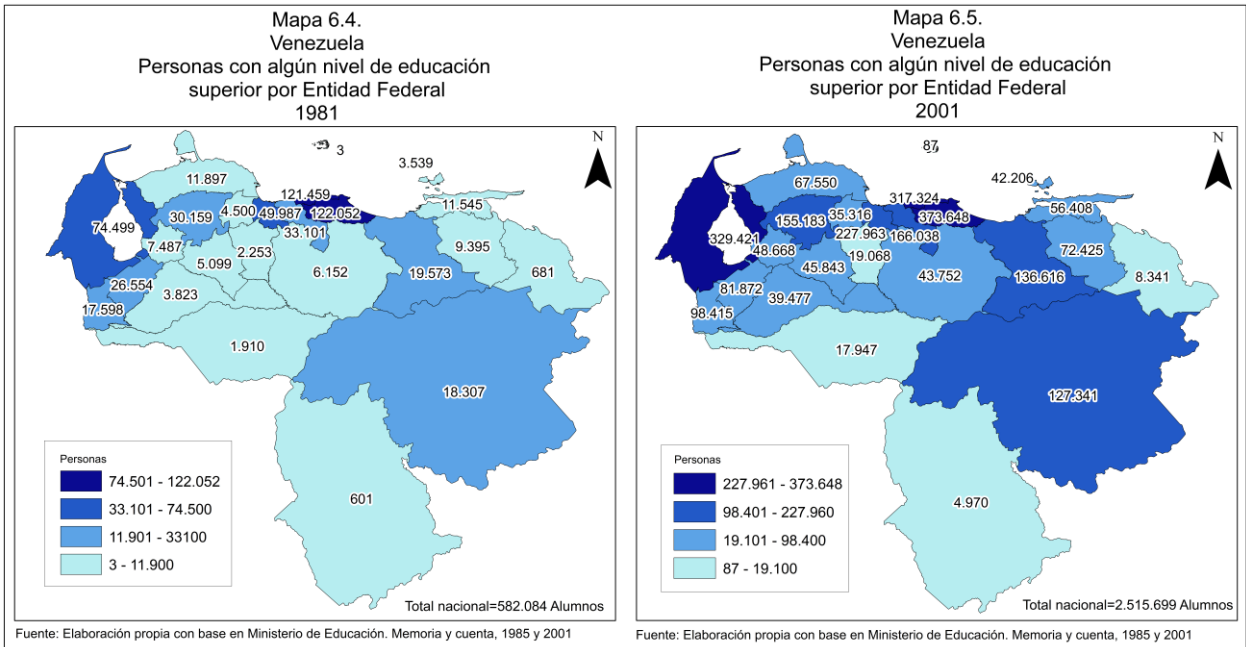 Mapa 6.4.
Venezuela
Personas con algún nivel de educación
superior por Entidad Federal
1981
N
3
3.539
11.897
121.459
11.545
4.500
30.159
49.987
122.052
74.499
33.101
7.487
2.253
9.395
5.099
6.152
19.573
681
26.554
3.823
17.598
1.910
18.307
601
Personas
74.501 - 122.052
33.101 - 74.500
11.901 - 33100
3 - 11.900
Total nacional=582.084 Alumnos
Fuente: Elaboración propia con base en Ministerio de Educación. Memoria y cuenta, 1985 y 2001
Mapa 6.5.
Venezuela
Personas con algún nivel de educación
superior por Entidad Federal
2001
N
87
42.206
67.550
317.324
56.408
155.183
35.316
373.648
329.421
227.963
166.038
48.668
19.068
72.425
45.843
43.752
136.616
8.341
81.872
39.477
98.415
17.947
127.341
4.970
Personas
227.961 - 373.648
98.401 - 227.960
19.101 - 98.400
87 - 19.100
Total nacional=2.515.699 Alumnos
Fuente: Elaboración propia con base en Ministerio de Educación. Memoria y cuenta, 1985 y 2001